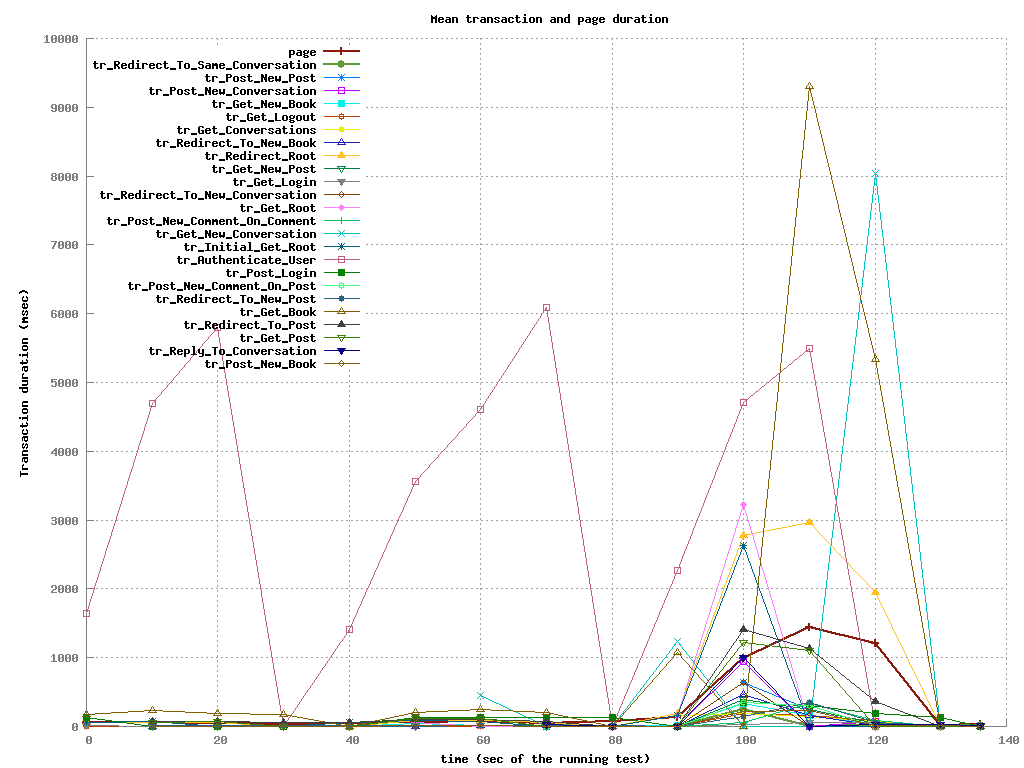 Mean transaction and page duration
10000
9000
8000
7000
6000
5000
4000
3000
2000
1000
0
Transaction duration (msec)
page
tr_Redirect_To_Same_Conversation
tr_Post_New_Post
tr_Post_New_Conversation
tr_Get_New_Book
tr_Get_Logout
tr_Get_Conversations
tr_Redirect_To_New_Book
tr_Redirect_Root
tr_Get_New_Post
tr_Get_Login
tr_Redirect_To_New_Conversation
tr_Get_Root
tr_Post_New_Comment_On_Comment
tr_Get_New_Conversation
tr_Initial_Get_Root
tr_Authenticate_User
tr_Post_Login
tr_Post_New_Comment_On_Post
tr_Redirect_To_New_Post
tr_Get_Book
tr_Redirect_To_Post
tr_Get_Post
tr_Reply_To_Conversation
tr_Post_New_Book
0 20 40 60 80 100 120 140
time (sec of the running test)